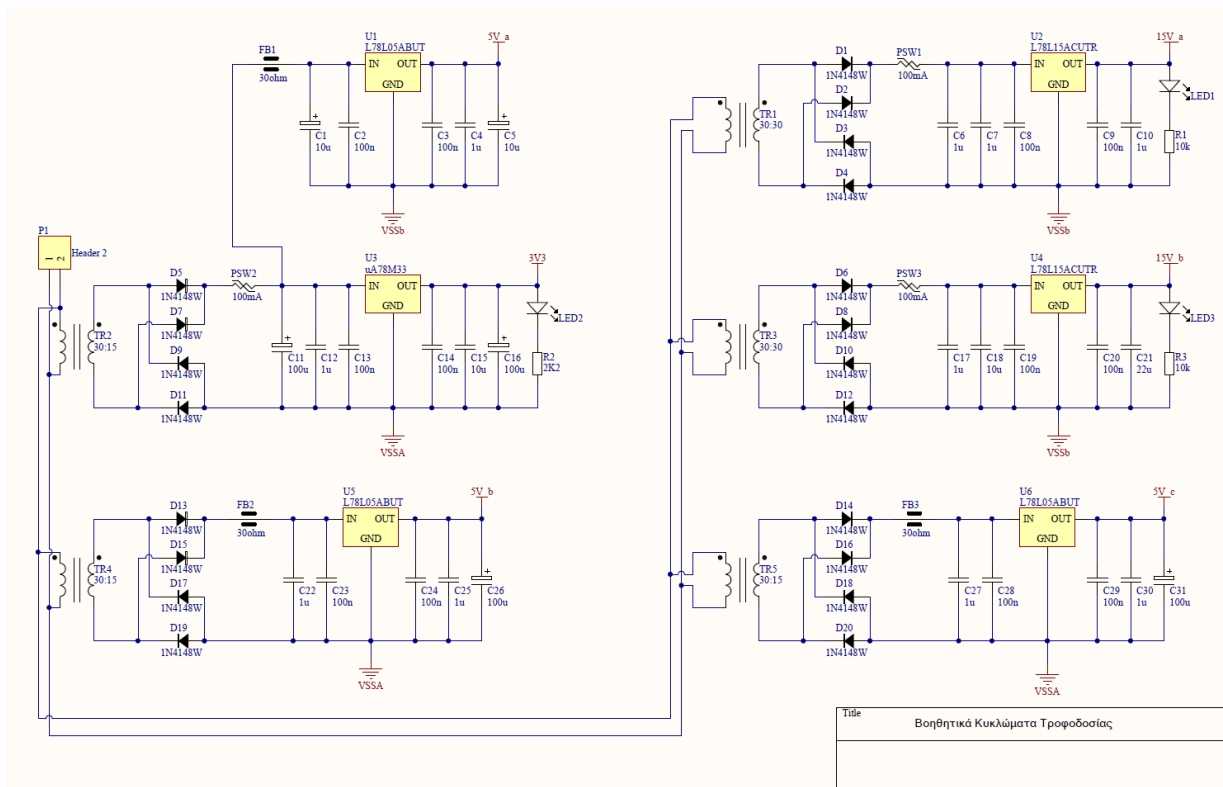 U1
L78L05ABUT
5V_a
FB1
30ohm
IN OUT
GND
C1
10u
C2
100n
C3
100n
C4
1u
C5
10u
VSSb
D1
1N4148W
D2
1N4148W
D3
1N4148W
D4
1N4148W
TR1
30:30
PSW1
100mA
U2
L78L15ACUTR
15V_a
IN OUT
GND
C6
1u
C7
1u
C8
100n
C9
100n
C10
1u
LED1
R1
10k
VSSb
P1
Header 2
1 2
TR2
30:15
D5
1N4148W
D7
1N4148W
D9
1N4148W
D11
1N4148W
PSW2
100mA
U3
uA78M33
3V3
IN OUT
GND
C11
100u
C12
1u
C13
100n
C14
100n
C15
10u
C16
100u
LED2
R2
2K2
VSSA
TR3
30:30
D6
1N4148W
D8
1N4148W
D10
1N4148W
D12
1N4148W
PSW3
100mA
U4
L78L15ACUTR
15V_b
IN OUT
GND
C17
1u
C18
10u
C19
100n
C20
100n
C21
22u
LED3
R3
10k
VSSb
TR4
30:15
D13
1N4148W
D15
1N4148W
D17
1N4148W
D19
1N4148W
FB2
30ohm
U5
L78L05ABUT
5V_b
IN OUT
GND
C22
1u
C23
100n
C24
100n
C25
1u
C26
100u
VSSA
TR5
30:15
D14
1N4148W
D16
1N4148W
D18
1N4148W
D20
1N4148W
FB3
30ohm
U6
L78L05ABUT
5V_c
IN OUT
GND
C27
1u
C28
100n
C29
100n
C30
1u
C31
100u
VSSA
Title
Βοηθητικά Κυκλώματα Τροφοδοσίας